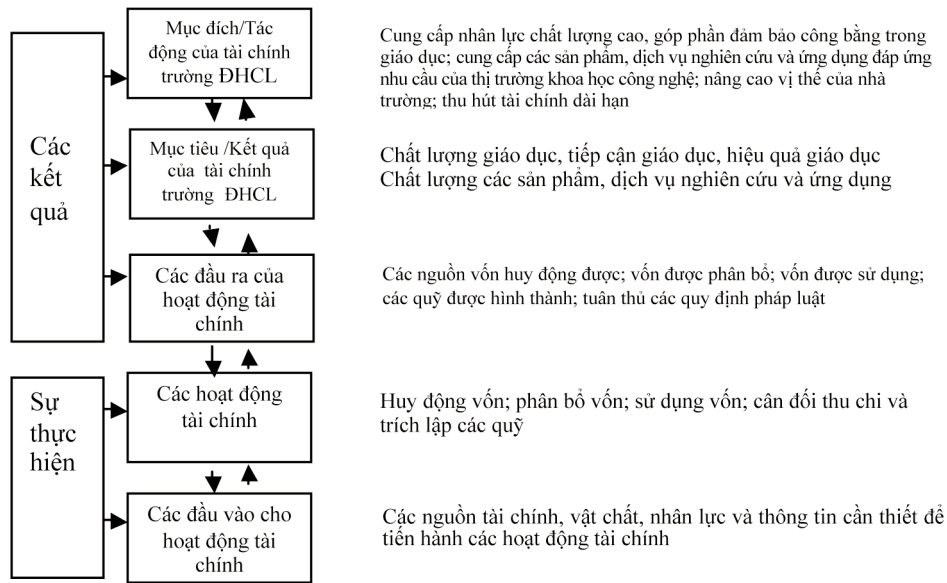 Mục đích/Tác
động của tài chính
trường ĐHCL
Cung cấp nhân lực chất lượng cao, góp phần đảm bảo công bằng trong
giáo dục; cung cấp các sản phẩm, dịch vụ nghiên cứu và ứng dụng đáp ứng
nhu cầu của thị trường khoa học công nghệ; nâng cao vị thế của nhà
trường; thu hút tài chính dài hạn
Các
kết
quả
Mục tiêu /Kết quả
của tài chính
trường ĐHCL
Chất lượng giáo dục, tiếp cận giáo dục, hiệu quả giáo dục
Chất lượng các sản phẩm, dịch vụ nghiên cứu và ứng dụng
Các đầu ra của
hoạt động tài
chính
Các nguồn vốn huy động được; vốn được phân bổ; vốn được sử dụng;
các quỹ được hình thành; tuân thủ các quy định pháp luật
Sự
thực
hiện
Các hoạt động
tài chính
Huy động vốn; phân bổ vốn; sử dụng vốn; cân đối thu chi và
trích lập các quỹ
Các đầu vào cho
hoạt động tài
chính
Các nguồn tài chính, vật chất, nhân lực và thông tin cần thiết để
tiến hành các hoạt động tài chính